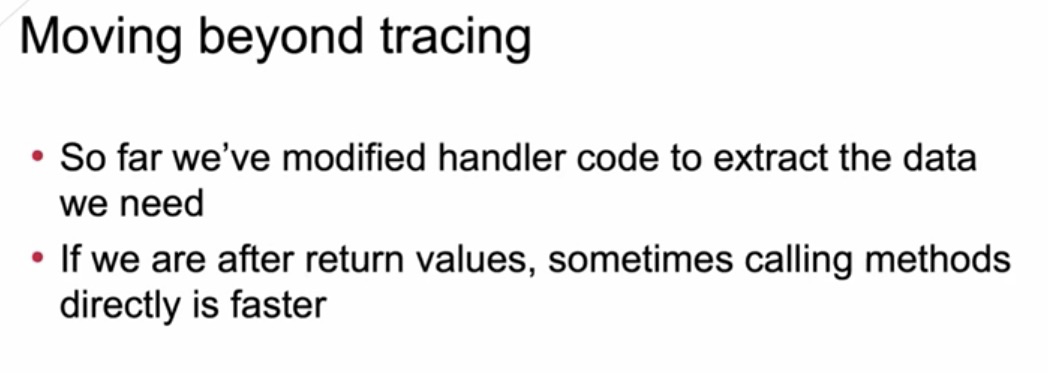 Moving beyond tracing
• So far we've modified handler code to extract the data
we need
• If we are after return values, sometimes calling methods
directly is faster